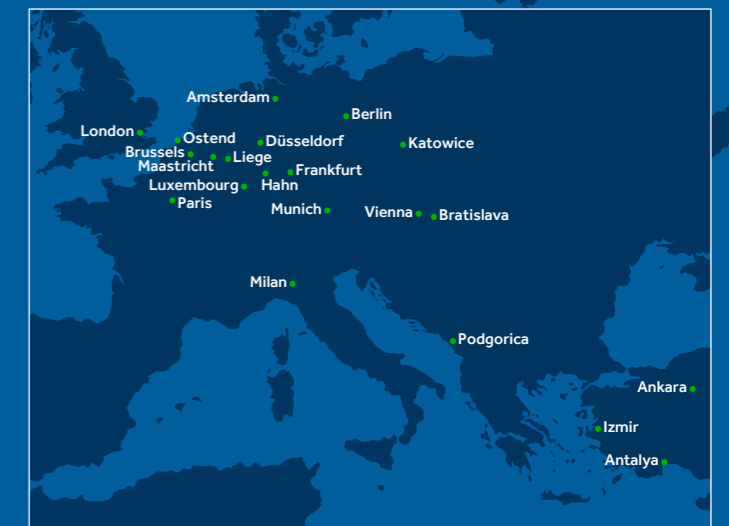 Amsterdam
Berlin
London
Ostend
Düsseldorf
Katowice
Brussels
Liege
Maastricht
Frankfurt
Luxembourg
Hahn
Paris
Munich
Vienna
Bratislava
Milan
Podgorica
Ankara
Izmir
Antalya